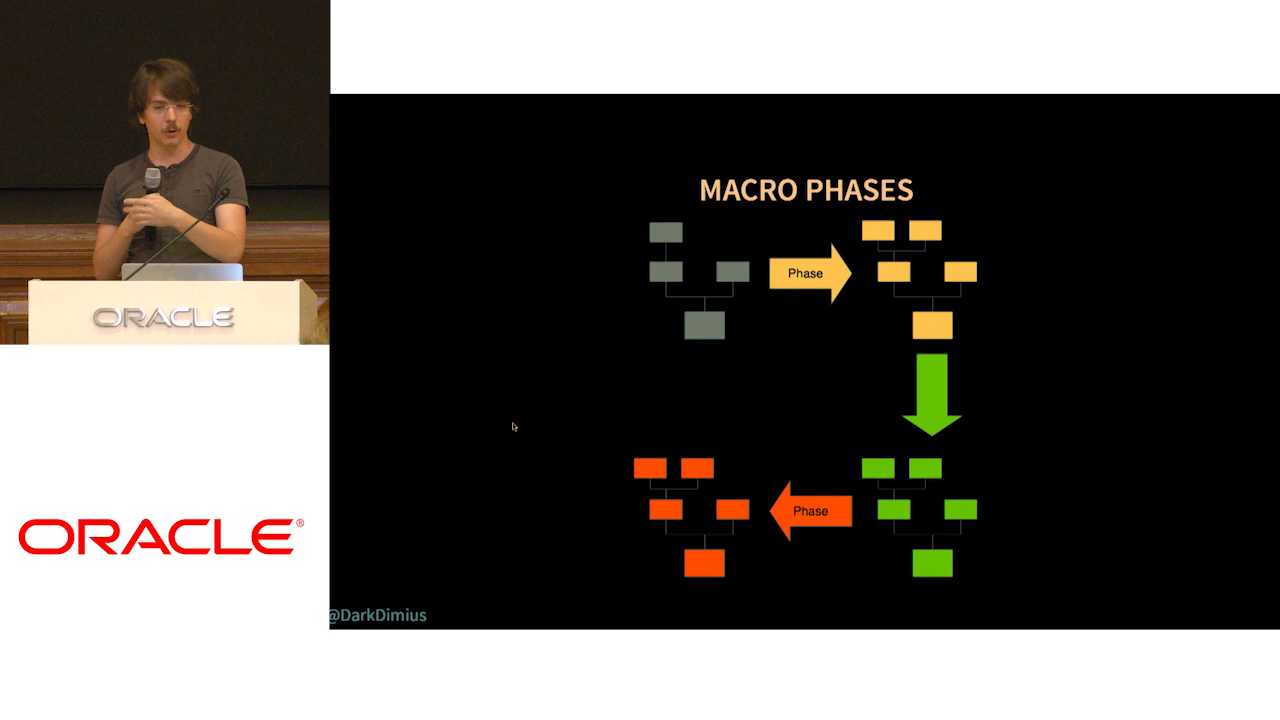 ORACLE
MACRO PHASES
Phase
Phase
ORACLE®
@DarkDimius